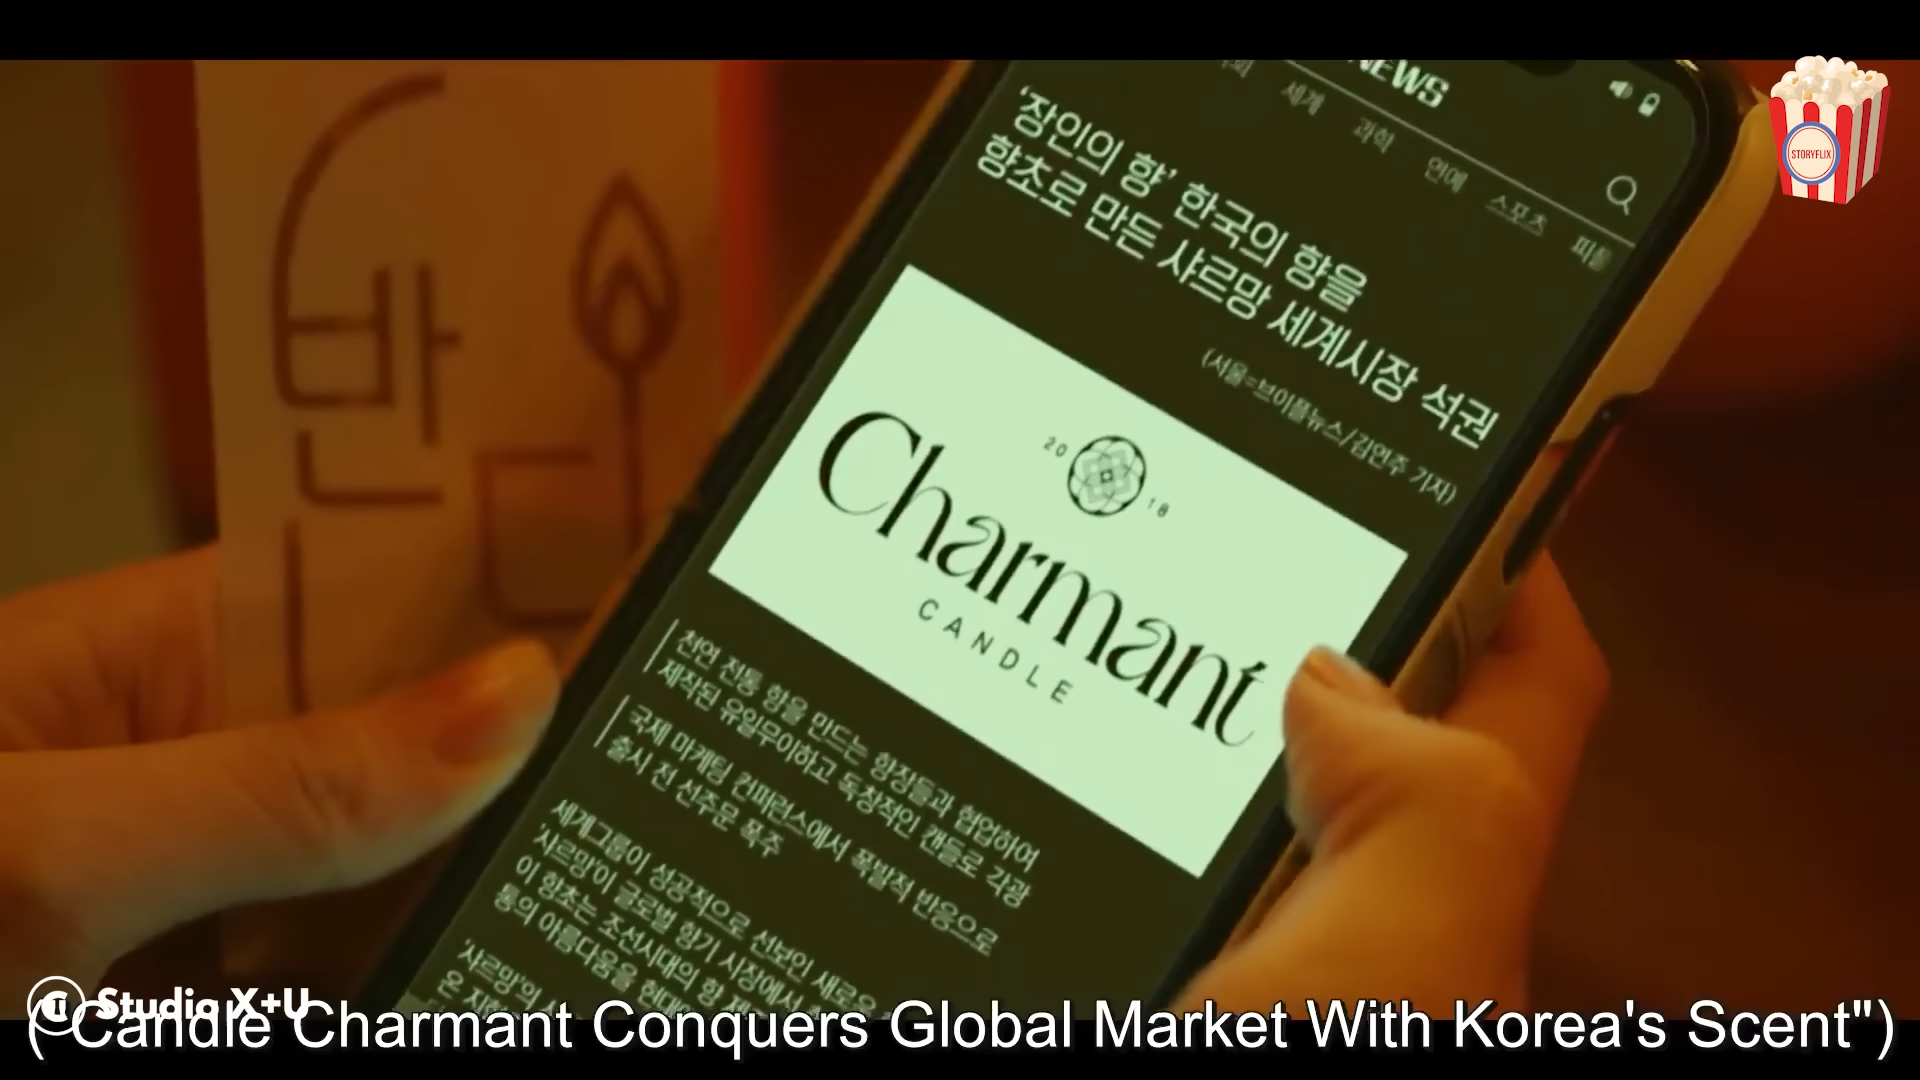 NEWS
세계 과학 연예 스포츠 피플
STORYFLIX
'장인의 향' 한국의 향을
향초로 만든 샤르망 세계시장 석권
(서울=브이플뉴스/김연주 기자)
2018
Charmant
CANDLE
천연 전통 향을 만드는 향장들과 협업하여
제작된 유일무이하고 독창적인 캔들로 각광
국제 마케팅 컨퍼런스에서 폭발적 반응으로
출시 전 선주문 폭주
세계그룹이 성공적으로 선보인 새로운
'샤르망'이 글로벌 향기 시장에서
이 향초는 조선시대의 향
통의 아름다움을
'샤르망'의
Studio X+U
("Candle Charmant Conquers Global Market With Korea's Scent")